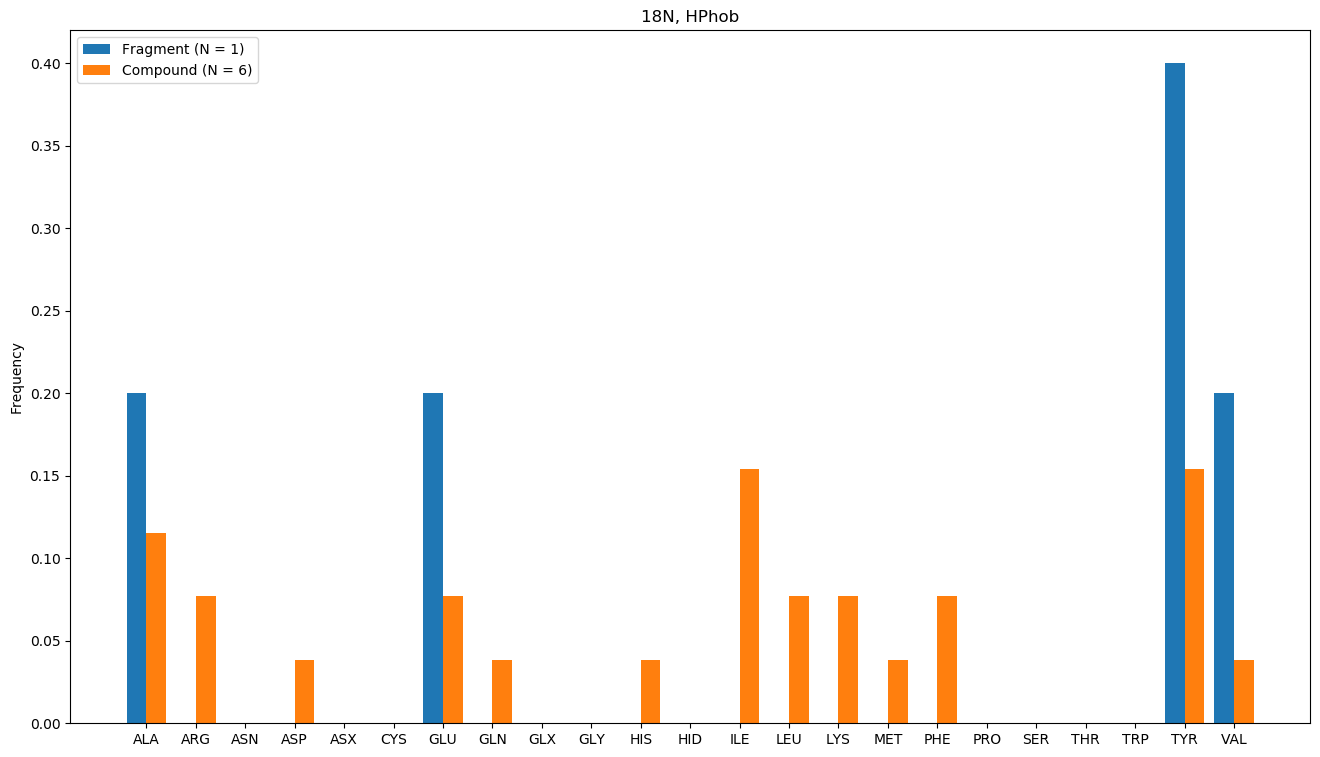 18N, HPhob
Fragment (N = 1)
Compound (N = 6)
Frequency
0.40
0.35
0.30
0.25
0.20
0.15
0.10
0.05
0.00
ALA ARG ASN ASP ASX CYS GLU GLN GLX GLY HIS HID ILE LEU LYS MET PHE PRO SER THR TRP TYR VAL